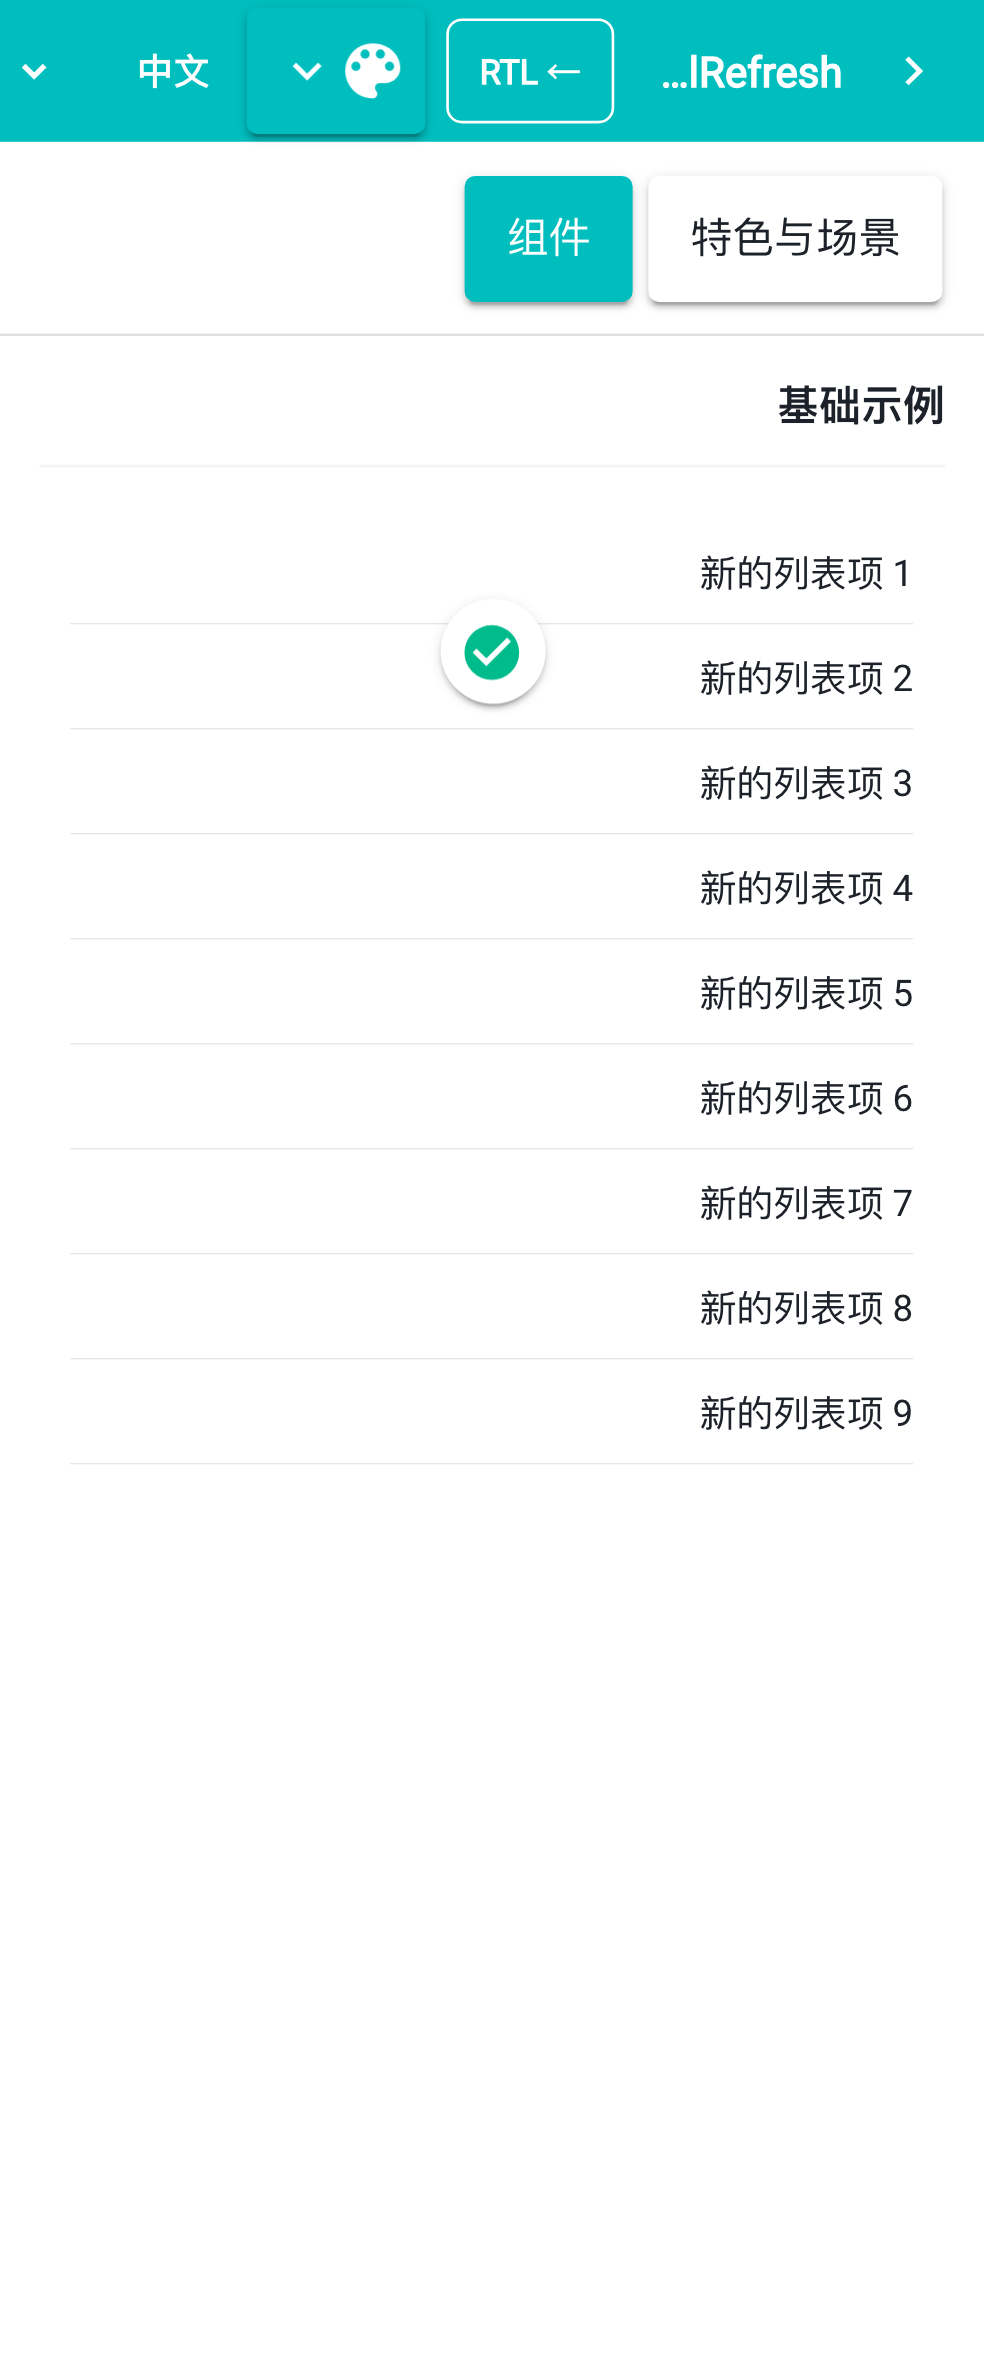 中文 RTL ← ...lRefresh
组件 特色与场景
基础示例
新的列表项 1
新的列表项 2
新的列表项 3
新的列表项 4
新的列表项 5
新的列表项 6
新的列表项 7
新的列表项 8
新的列表项 9